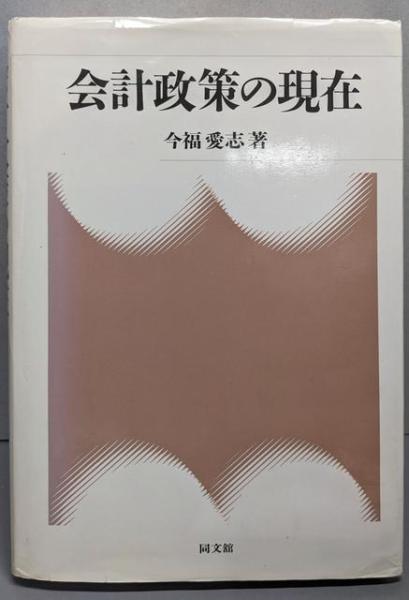 会計政策の現在
今福愛志著
同文舘